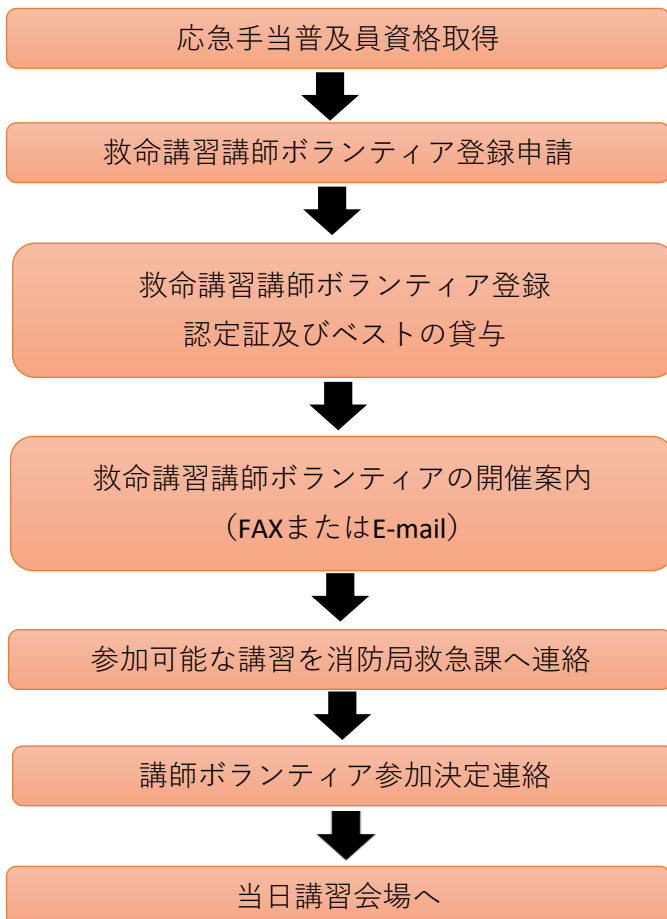 応急手当普及員資格取得
救命講習講師ボランティア登録申請
救命講習講師ボランティア登録
認定証及びベストの貸与
救命講習講師ボランティアの開催案内
（FAXまたはE-mail）
参加可能な講習を消防局救急課へ連絡
講師ボランティア参加決定連絡
当日講習会場へ